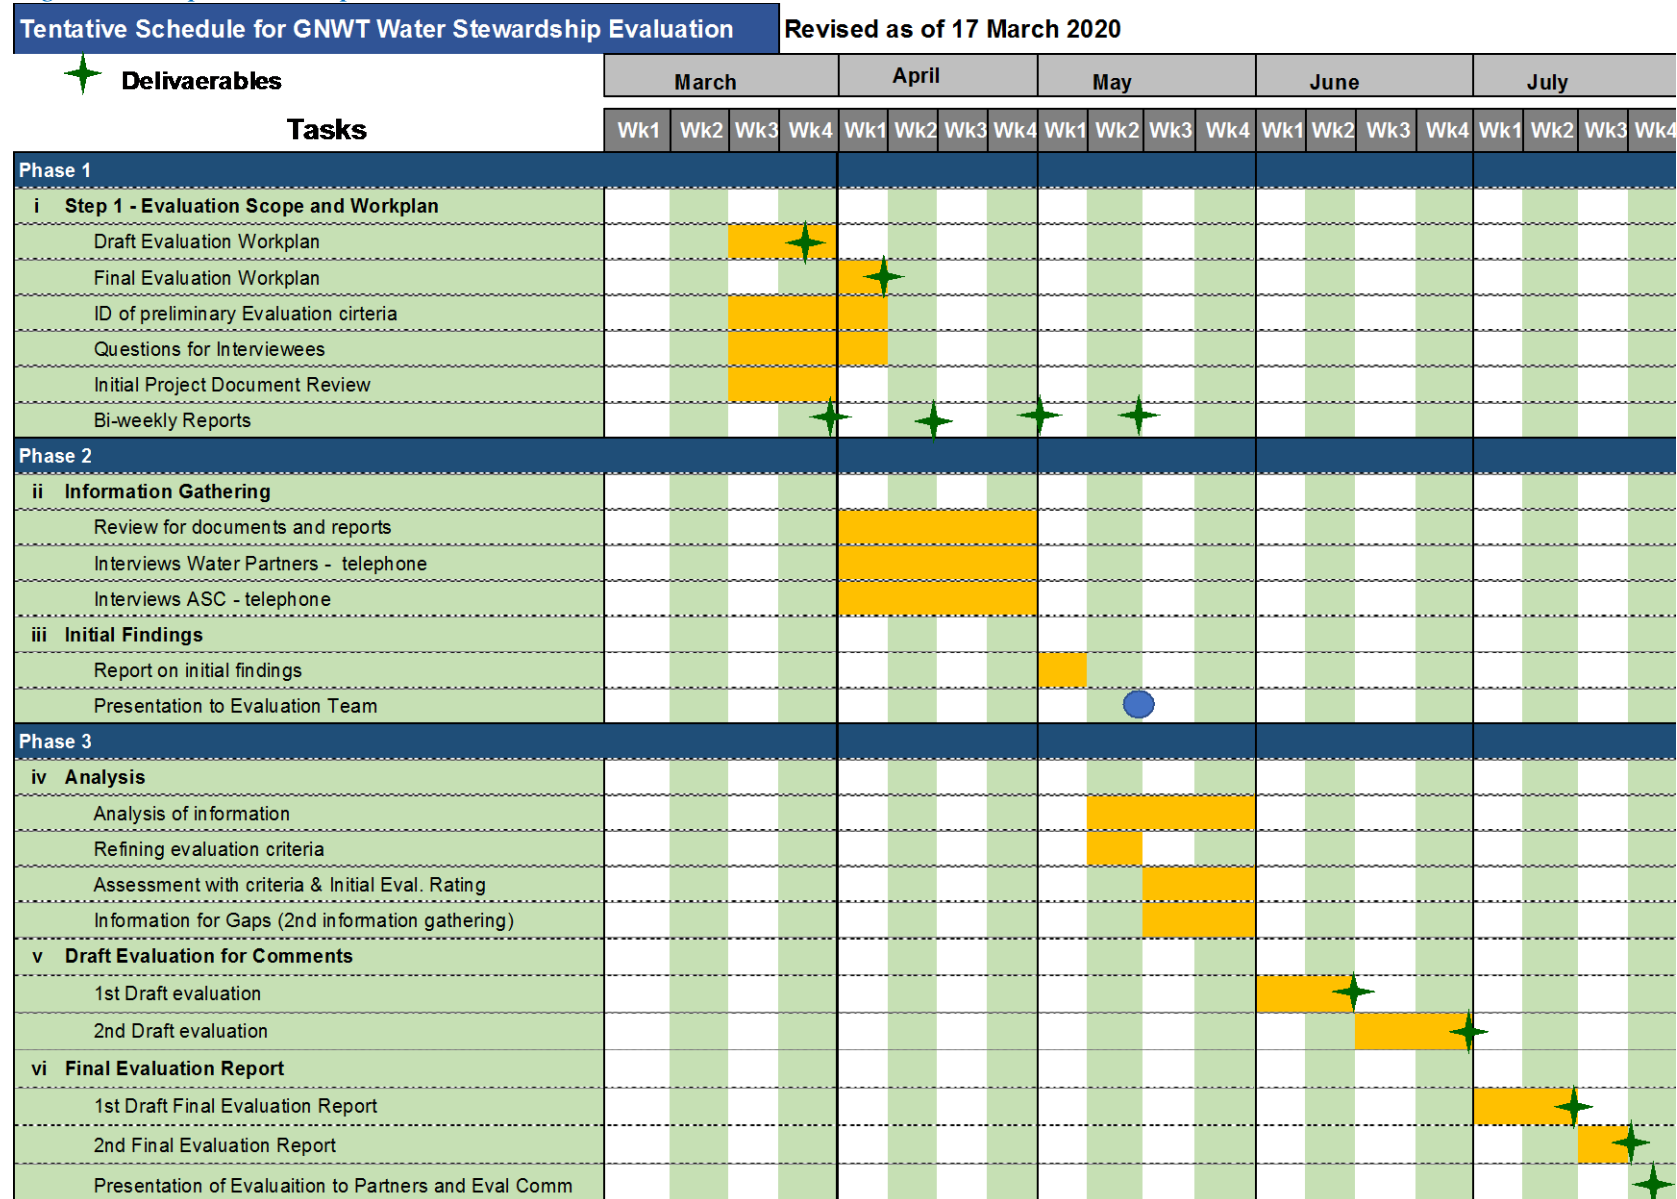 Tentative Schedule for GNWT Water Stewardship Evaluation Revised as of 17 March 2020
Delivaerables March April May June July
Tasks Wk1 Wk2 Wk3 Wk4 Wk1 Wk2 Wk3 Wk4 Wk1 Wk2 Wk3 Wk4 Wk1 Wk2 Wk3 Wk4 Wk1 Wk2 Wk3 Wk4
Phase 1
i Step 1 - Evaluation Scope and Workplan
Draft Evaluation Workplan
Final Evaluation Workplan
ID of preliminary Evaluation cirteria
Questions for Interviewees
Initial Project Document Review
Bi-weekly Reports
Phase 2
ii Information Gathering
Review for documents and reports
Interviews Water Partners - telephone
Interviews ASC - telephone
iii Initial Findings
Report on initial findings
Presentation to Evaluation Team
Phase 3
iv Analysis
Analysis of information
Refining evaluation criteria
Assessment with criteria & Initial Eval. Rating
Information for Gaps (2nd information gathering)
v Draft Evaluation for Comments
1st Draft evaluation
2nd Draft evaluation
vi Final Evaluation Report
1st Draft Final Evaluation Report
2nd Final Evaluation Report
Presentation of Evaluaition to Partners and Eval Comm